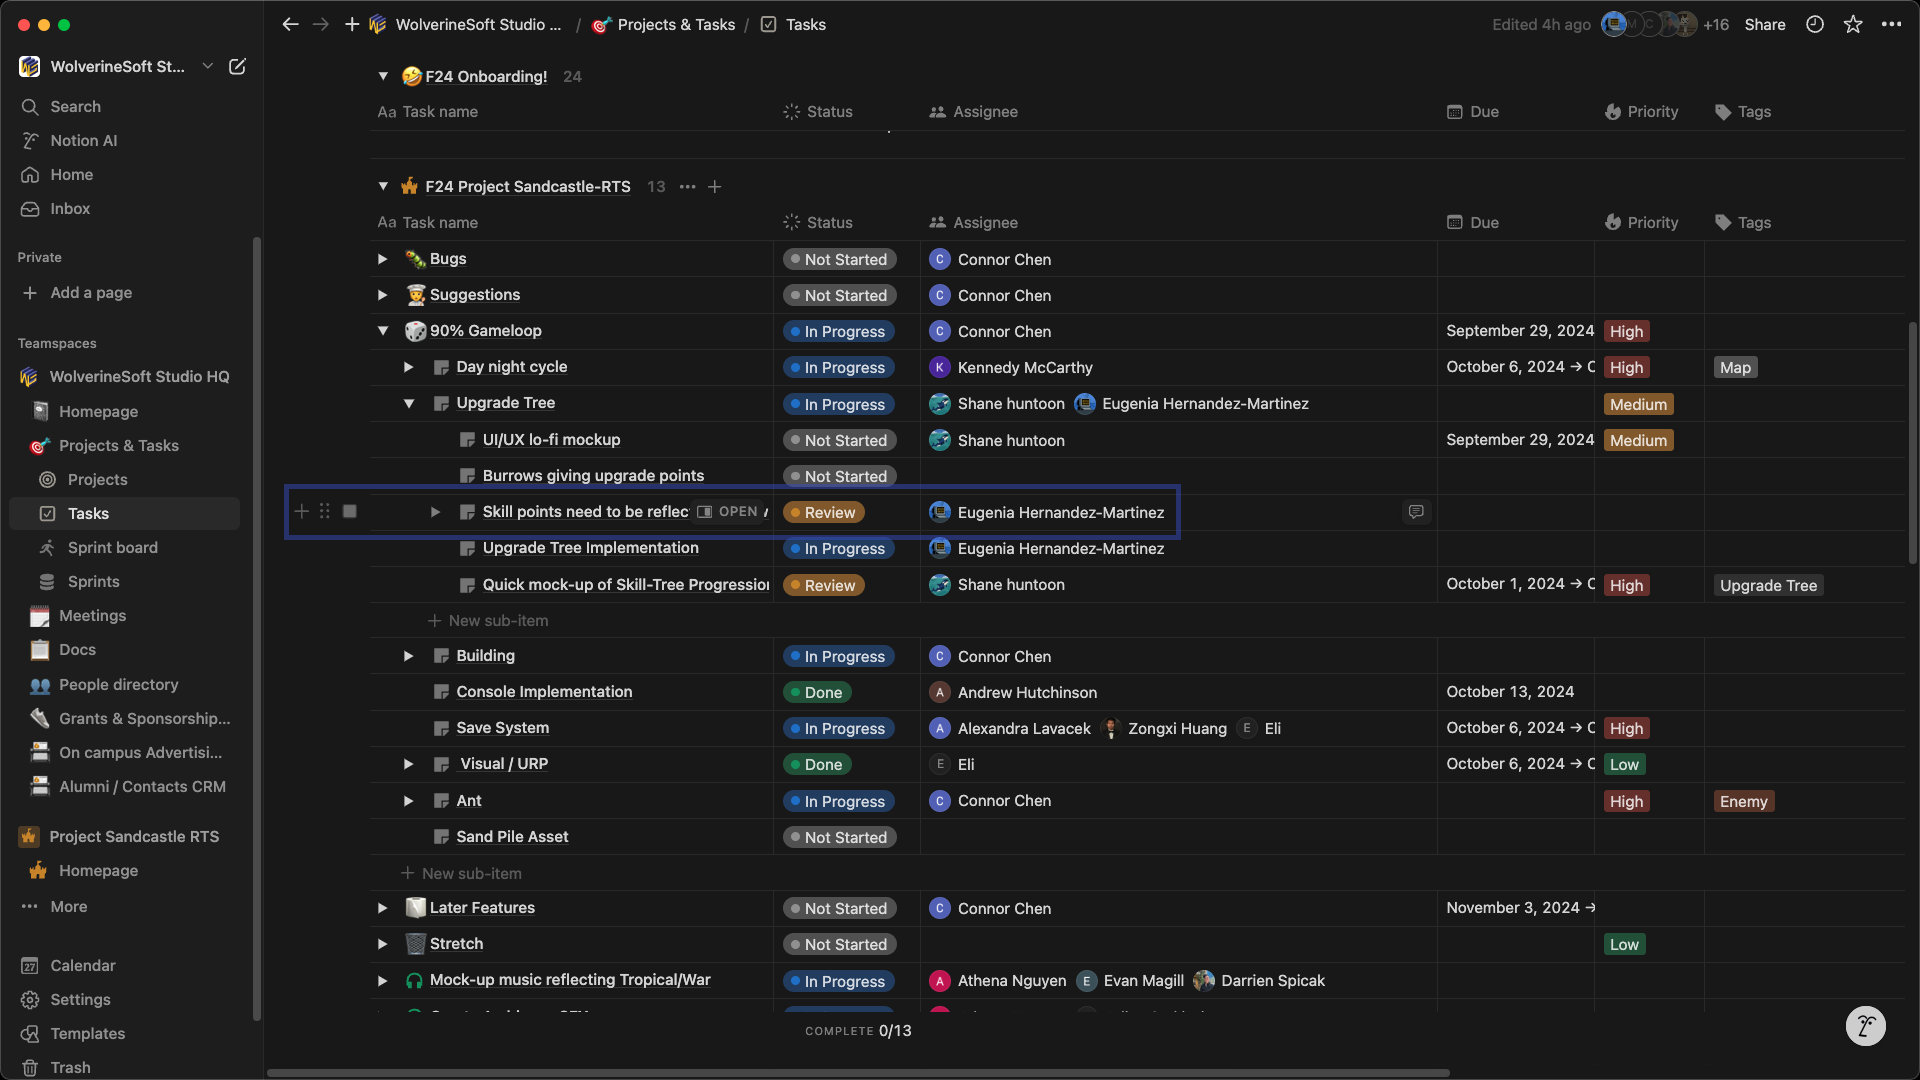 WolverineSoft Studio ... / Projects & Tasks / Tasks
Edited 4h ago
M C +16 Share
WolverineSoft St...
Search
Notion AI
Home
Inbox
Private
Add a page
Teamspaces
WolverineSoft Studio HQ
Homepage
Projects & Tasks
Projects
Tasks
Sprint board
Sprints
Meetings
Docs
People directory
Grants & Sponsorship...
On campus Advertisi...
Alumni / Contacts CRM
Project Sandcastle RTS
Homepage
More
Calendar
Settings
Templates
Trash
F24 Onboarding! 24
Aa Task name Status Assignee Due Priority Tags
F24 Project Sandcastle-RTS 13
Aa Task name Status Assignee Due Priority Tags
Bugs Not Started C Connor Chen
Suggestions Not Started C Connor Chen
90% Gameloop In Progress C Connor Chen September 29, 2024 High
Day night cycle In Progress K Kennedy McCarthy October 6, 2024 → High Map
Upgrade Tree In Progress Shane huntoon Eugenia Hernandez-Martinez Medium
UI/UX lo-fi mockup Not Started Shane huntoon September 29, 2024 Medium
Burrows giving upgrade points Not Started
Skill points need to be reflec OPEN Review Eugenia Hernandez-Martinez
Upgrade Tree Implementation In Progress Eugenia Hernandez-Martinez
Quick mock-up of Skill-Tree Progression Review Shane huntoon October 1, 2024 → High Upgrade Tree
New sub-item
Building In Progress C Connor Chen
Console Implementation Done A Andrew Hutchinson October 13, 2024
Save System In Progress A Alexandra Lavacek Zongxi Huang E Eli October 6, 2024 → High
Visual / URP Done E Eli October 6, 2024 → Low
Ant In Progress C Connor Chen High Enemy
Sand Pile Asset Not Started
New sub-item
Later Features Not Started C Connor Chen November 3, 2024 →
Stretch Not Started Low
Mock-up music reflecting Tropical/War In Progress A Athena Nguyen E Evan Magill Darrien Spicak
COMPLETE 0/13